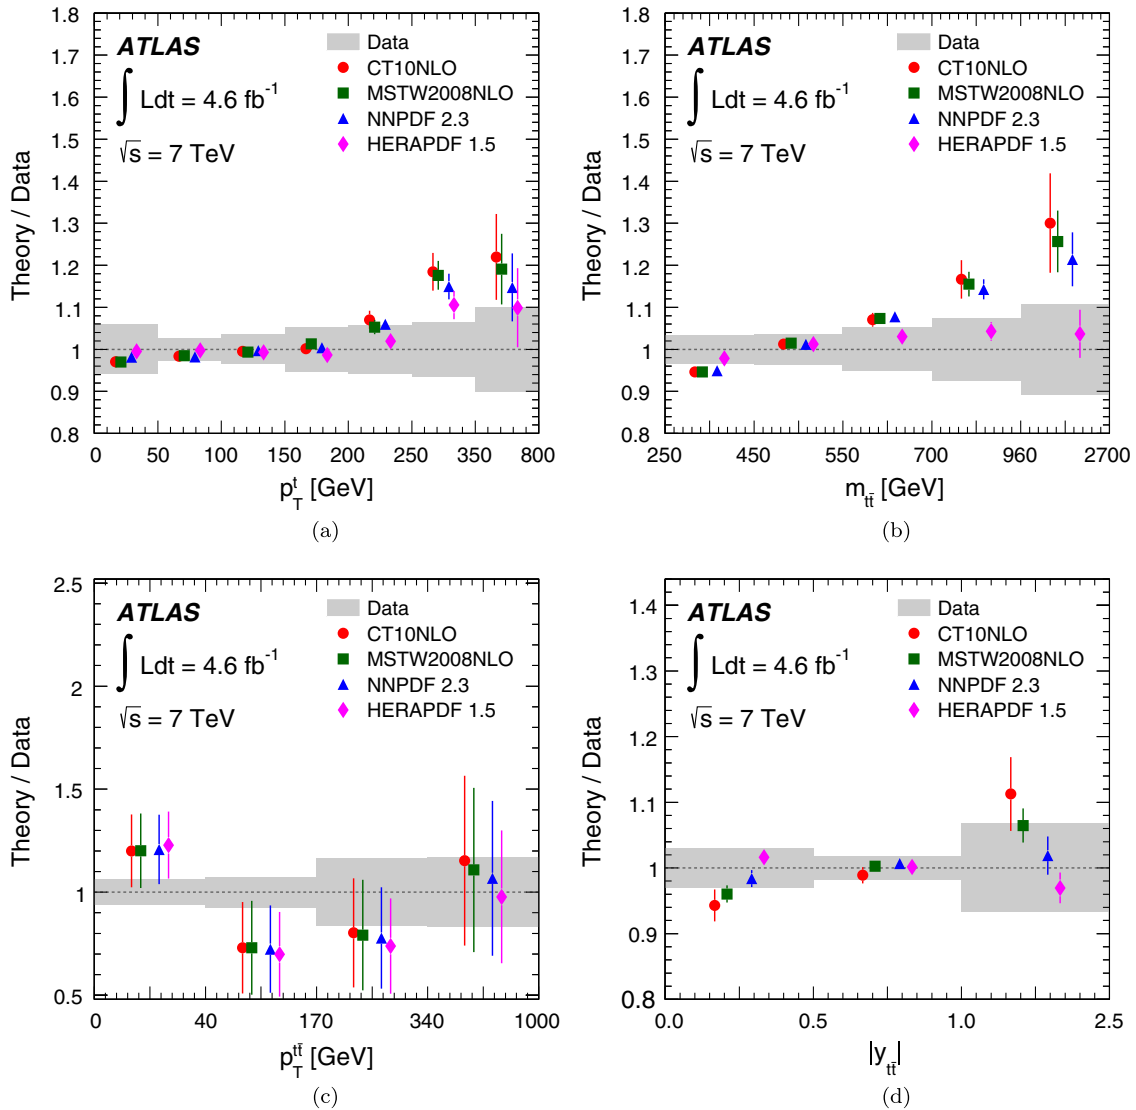 1.8
1.7
1.6
1.5
1.4
1.3
1.2
1.1
1
0.9
0.8
Theory / Data
ATLAS
∫ Ldt = 4.6 fb⁻¹
√s = 7 TeV
Data
CT10NLO
MSTW2008NLO
NNPDF 2.3
HERAPDF 1.5
0 50 100 150 200 250 350 800
p_T^t [GeV]
(a)
1.8
1.7
1.6
1.5
1.4
1.3
1.2
1.1
1
0.9
0.8
Theory / Data
ATLAS
∫ Ldt = 4.6 fb⁻¹
√s = 7 TeV
Data
CT10NLO
MSTW2008NLO
NNPDF 2.3
HERAPDF 1.5
250 450 550 700 960 2700
m_tt̄ [GeV]
(b)
2.5
2
1.5
1
0.5
Theory / Data
ATLAS
∫ Ldt = 4.6 fb⁻¹
√s = 7 TeV
Data
CT10NLO
MSTW2008NLO
NNPDF 2.3
HERAPDF 1.5
0 40 170 340 1000
p_T^tt̄ [GeV]
(c)
1.4
1.3
1.2
1.1
1
0.9
0.8
Theory / Data
ATLAS
∫ Ldt = 4.6 fb⁻¹
√s = 7 TeV
Data
CT10NLO
MSTW2008NLO
NNPDF 2.3
HERAPDF 1.5
0.0 0.5 1.0 2.5
|y_tt̄|
(d)